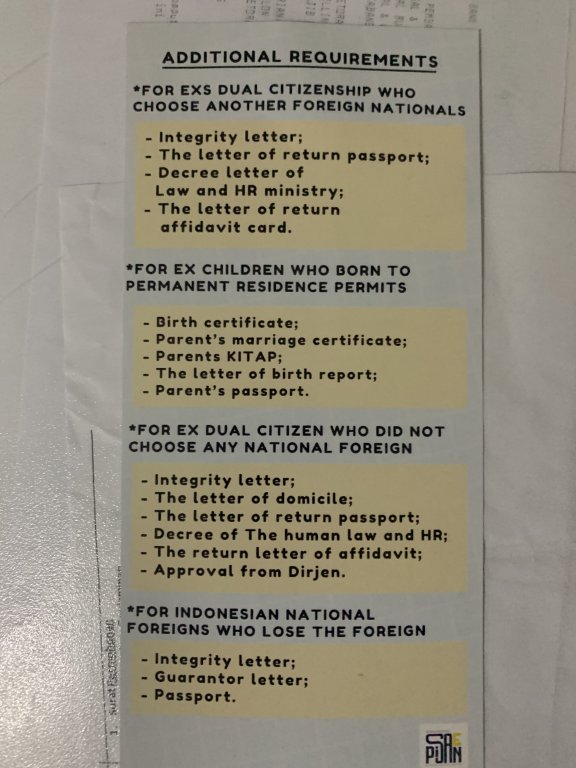 ADDITIONAL REQUIREMENTS
*FOR EXS DUAL CITIZENSHIP WHO
CHOOSE ANOTHER FOREIGN NATIONALS
- Integrity letter;
- The letter of return passport;
- Decree letter of
Law and HR ministry;
- The letter of return
affidavit card.
*FOR EX CHILDREN WHO BORN TO
PERMANENT RESIDENCE PERMITS
- Birth certificate;
- Parent's marriage certificate;
- Parents KITAP;
- The letter of birth report;
- Parent's passport.
*FOR EX DUAL CITIZEN WHO DID NOT
CHOOSE ANY NATIONAL FOREIGN
- Integrity letter;
- The letter of domicile;
- The letter of return passport;
- Decree of The human law and HR;
- The return letter of affidavit;
- Approval from Dirjen.
*FOR INDONESIAN NATIONAL
FOREIGNS WHO LOSE THE FOREIGN
- Integrity letter;
- Guarantor letter;
- Passport.